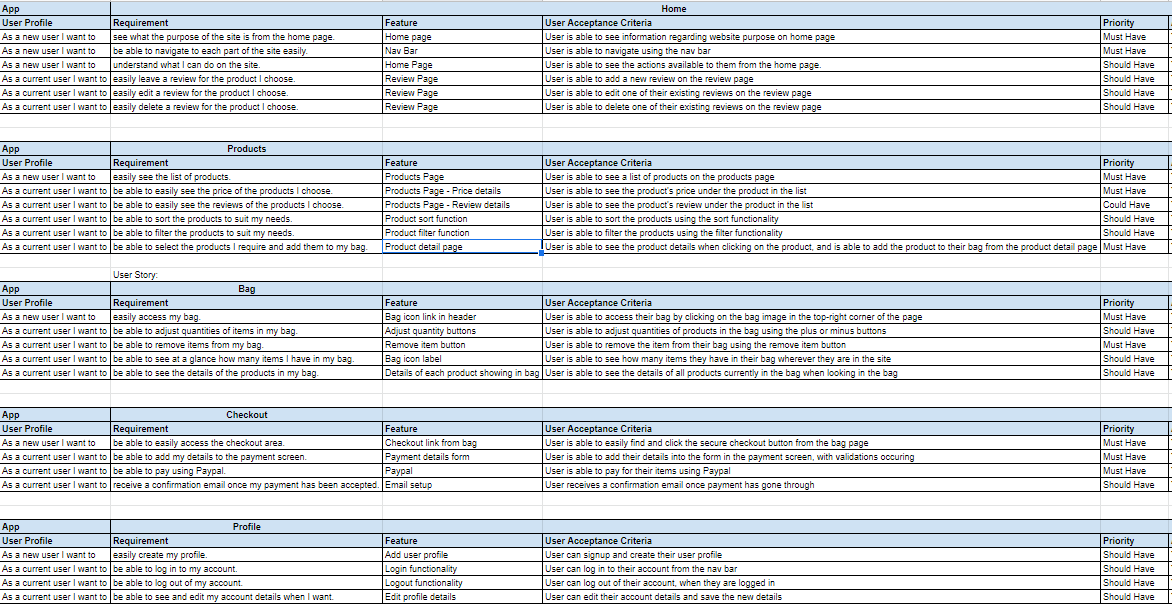 App Home
User Profile Requirement Feature User Acceptance Criteria Priority
As a new user I want to see what the purpose of the site is from the home page. Home page User is able to see information regarding website purpose on home page Must Have
As a new user I want to be able to navigate to each part of the site easily. Nav Bar User is able to navigate using the nav bar Must Have
As a new user I want to understand what I can do on the site. Home Page User is able to see the actions available to them from the home page. Should Have
As a current user I want to easily leave a review for the product I choose. Review Page User is able to add a new review on the review page Should Have
As a current user I want to easily edit a review for the product I choose. Review Page User is able to edit one of their existing reviews on the review page Should Have
As a current user I want to easily delete a review for the product I choose. Review Page User is able to delete one of their existing reviews on the review page Should Have
App Products
User Profile Requirement Feature User Acceptance Criteria Priority
As a new user I want to easily see the list of products. Products Page User is able to see a list of products on the products page Must Have
As a current user I want to be able to easily see the price of the products I choose. Products Page - Price details User is able to see the product's price under the product in the list Must Have
As a current user I want to be able to easily see the reviews of the products I choose. Products Page - Review details User is able to see the product's review under the product in the list Could Have
As a current user I want to be able to sort the products to suit my needs. Product sort function User is able to sort the products using the sort functionality Should Have
As a current user I want to be able to filter the products to suit my needs. Product filter function User is able to filter the products using the filter functionality Should Have
As a current user I want to be able to select the products I require and add them to my bag. Product detail page User is able to see the product details when clicking on the product, and is able to add the product to their bag from the product detail page Must Have
User Story:
App Bag
User Profile Requirement Feature User Acceptance Criteria Priority
As a new user I want to easily access my bag. Bag icon link in header User is able to access their bag by clicking on the bag image in the top-right corner of the page Must Have
As a current user I want to be able to adjust quantities of items in my bag. Adjust quantity buttons User is able to adjust quantities of products in the bag using the plus or minus buttons Should Have
As a current user I want to be able to remove items from my bag. Remove item button User is able to remove the item from their bag using the remove item button Must Have
As a current user I want to be able to see at a glance how many items I have in my bag. Bag icon label User is able to see how many items they have in their bag wherever they are in the site Should Have
As a current user I want to be able to see the details of the products in my bag. Details of each product showing in bag User is able to see the details of all products currently in the bag when looking in the bag Should Have
App Checkout
User Profile Requirement Feature User Acceptance Criteria Priority
As a new user I want to be able to easily access the checkout area. Checkout link from bag User is able to easily find and click the secure checkout button from the bag page Must Have
As a current user I want to be able to add my details to the payment screen. Payment details form User is able to add their details into the form in the payment screen, with validations occuring Must Have
As a current user I want to be able to pay using Paypal. Paypal User is able to pay for their items using Paypal Must Have
As a current user I want to receive a confirmation email once my payment has been accepted. Email setup User receives a confirmation email once payment has gone through Should Have
App Profile
User Profile Requirement Feature User Acceptance Criteria Priority
As a new user I want to easily create my profile. Add user profile User can signup and create their user profile Should Have
As a current user I want to be able to log in to my account. Login functionality User can log in to their account from the nav bar Should Have
As a current user I want to be able to log out of my account. Logout functionality User can log out of their account, when they are logged in Should Have
As a current user I want to be able to see and edit my account details when I want. Edit profile details User can edit their account details and save the new details Should Have